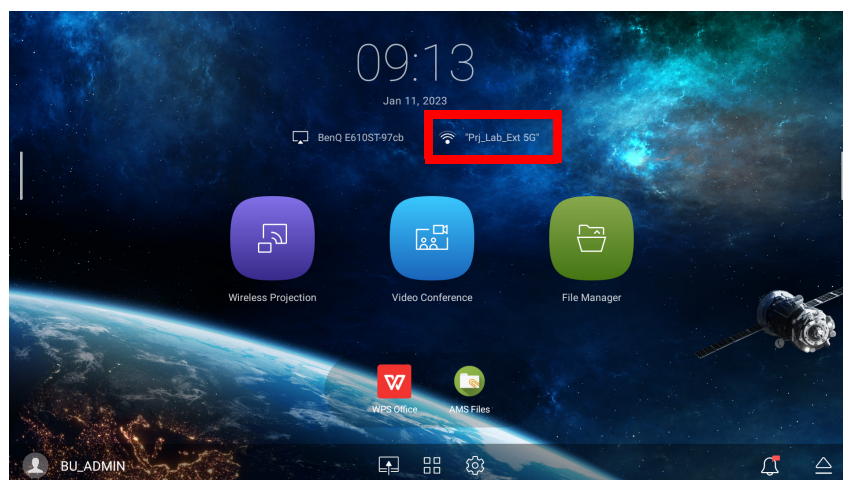 09:13
Jan 11, 2023
BenQ E610ST-97cb "Prj_Lab_Ext 5G"
Wireless Projection Video Conference File Manager
WPS Office AMS Files
BU_ADMIN